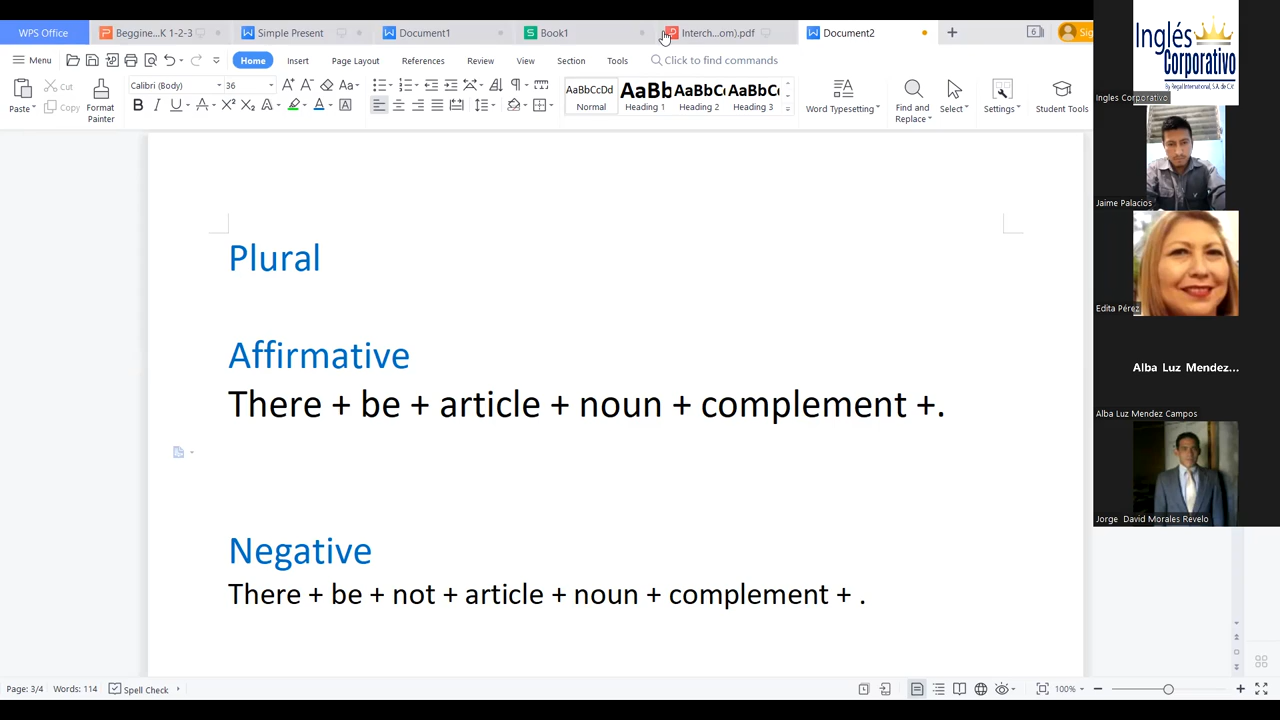 WPS Office
Beggine...K 1-2-3
Simple Present
Document1
Book1
Interch...om).pdf
Document2
Sig
Menu
Home
Insert
Page Layout
References
Review
View
Section
Tools
Click to find commands
Paste
Cut
Copy
Format
Painter
Calibri (Body)
36
AaBbCcDd
Normal
AaBb
Heading 1
AaBbC
Heading 2
AaBbC
Heading 3
Word Typesetting
Find and
Replace
Select
Settings
Student Tools
Plural
Affirmative
There + be + article + noun + complement +.
Negative
There + be + not + article + noun + complement + .
Inglés
Corporativo
By Regal International, S.A. de C.V.
Ingles Corporativo
Jaime Palacios
Edita Pérez
Alba Luz Mendez...
Alba Luz Mendez Campos
Jorge David Morales Revelo
Page: 3/4
Words: 114
Spell Check
100%